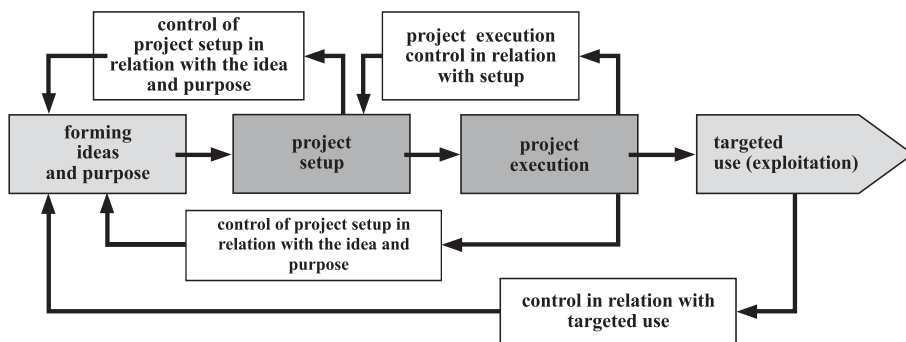 control of
project setup in
relation with the idea
and purpose
project execution
control in relation
with setup
forming
ideas
and purpose
project
setup
project
execution
targeted
use (exploitation)
control of project setup in
relation with the idea and
purpose
control in relation with
targeted use